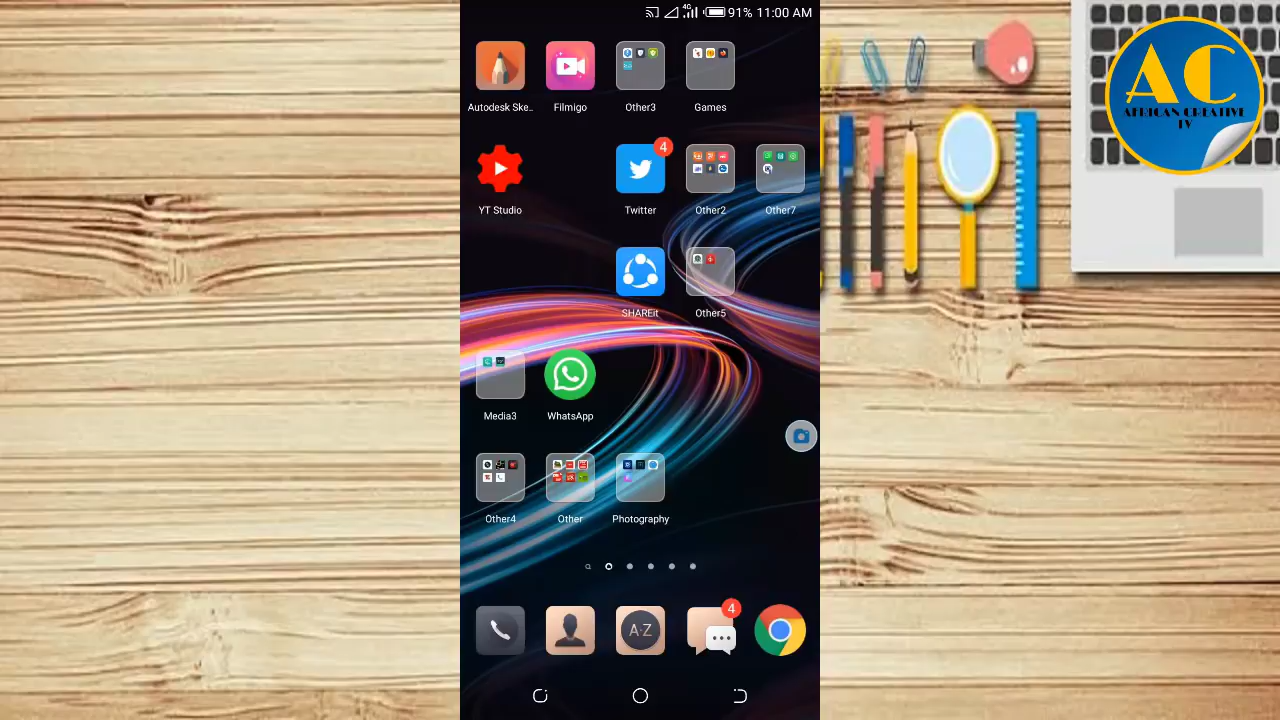 4G 91% 11:00 AM
AC
AFRICAN CREATIVE
TV
Autodesk Ske.. Filmigo Other3 Games
4
YT Studio Twitter Other2 Other7
SHAREit Other5
Media3 WhatsApp
Other4 Other Photography
A-Z 4